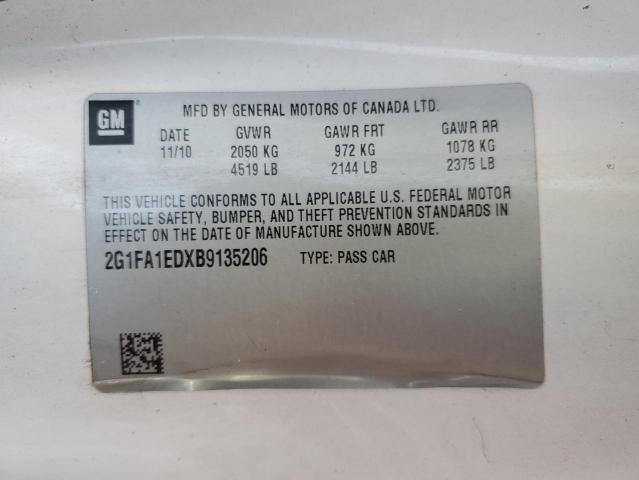 GM ®
MFD BY GENERAL MOTORS OF CANADA LTD.
DATE GVWR GAWR FRT GAWR RR
11/10 2050 KG 972 KG 1078 KG
4519 LB 2144 LB 2375 LB
THIS VEHICLE CONFORMS TO ALL APPLICABLE U.S. FEDERAL MOTOR
VEHICLE SAFETY, BUMPER, AND THEFT PREVENTION STANDARDS IN
EFFECT ON THE DATE OF MANUFACTURE SHOWN ABOVE.
2G1FA1EDXB9135206 TYPE: PASS CAR